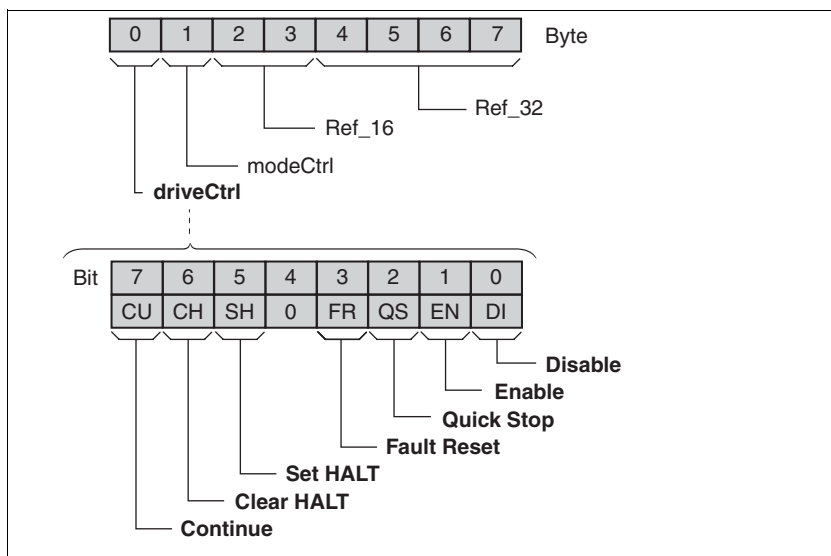 0 1 2 3 4 5 6 7 Byte
Ref_32
Ref_16
modeCtrl
driveCtrl
Bit 7 6 5 4 3 2 1 0
CU CH SH 0 FR QS EN DI
Disable
Enable
Quick Stop
Fault Reset
Set HALT
Clear HALT
Continue